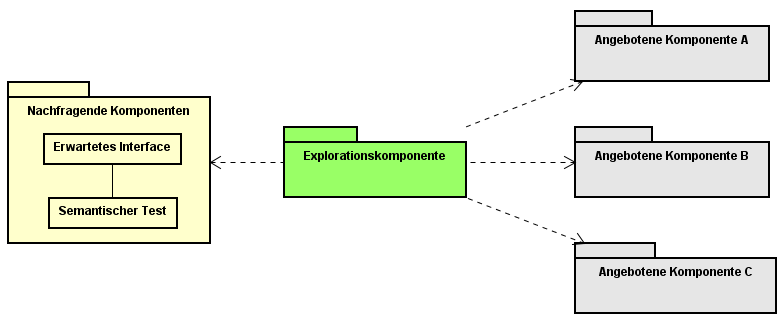 Nachfragende Komponenten
Erwartetes Interface
Semantischer Test
Explorationskomponente
Angebotene Komponente A
Angebotene Komponente B
Angebotene Komponente C